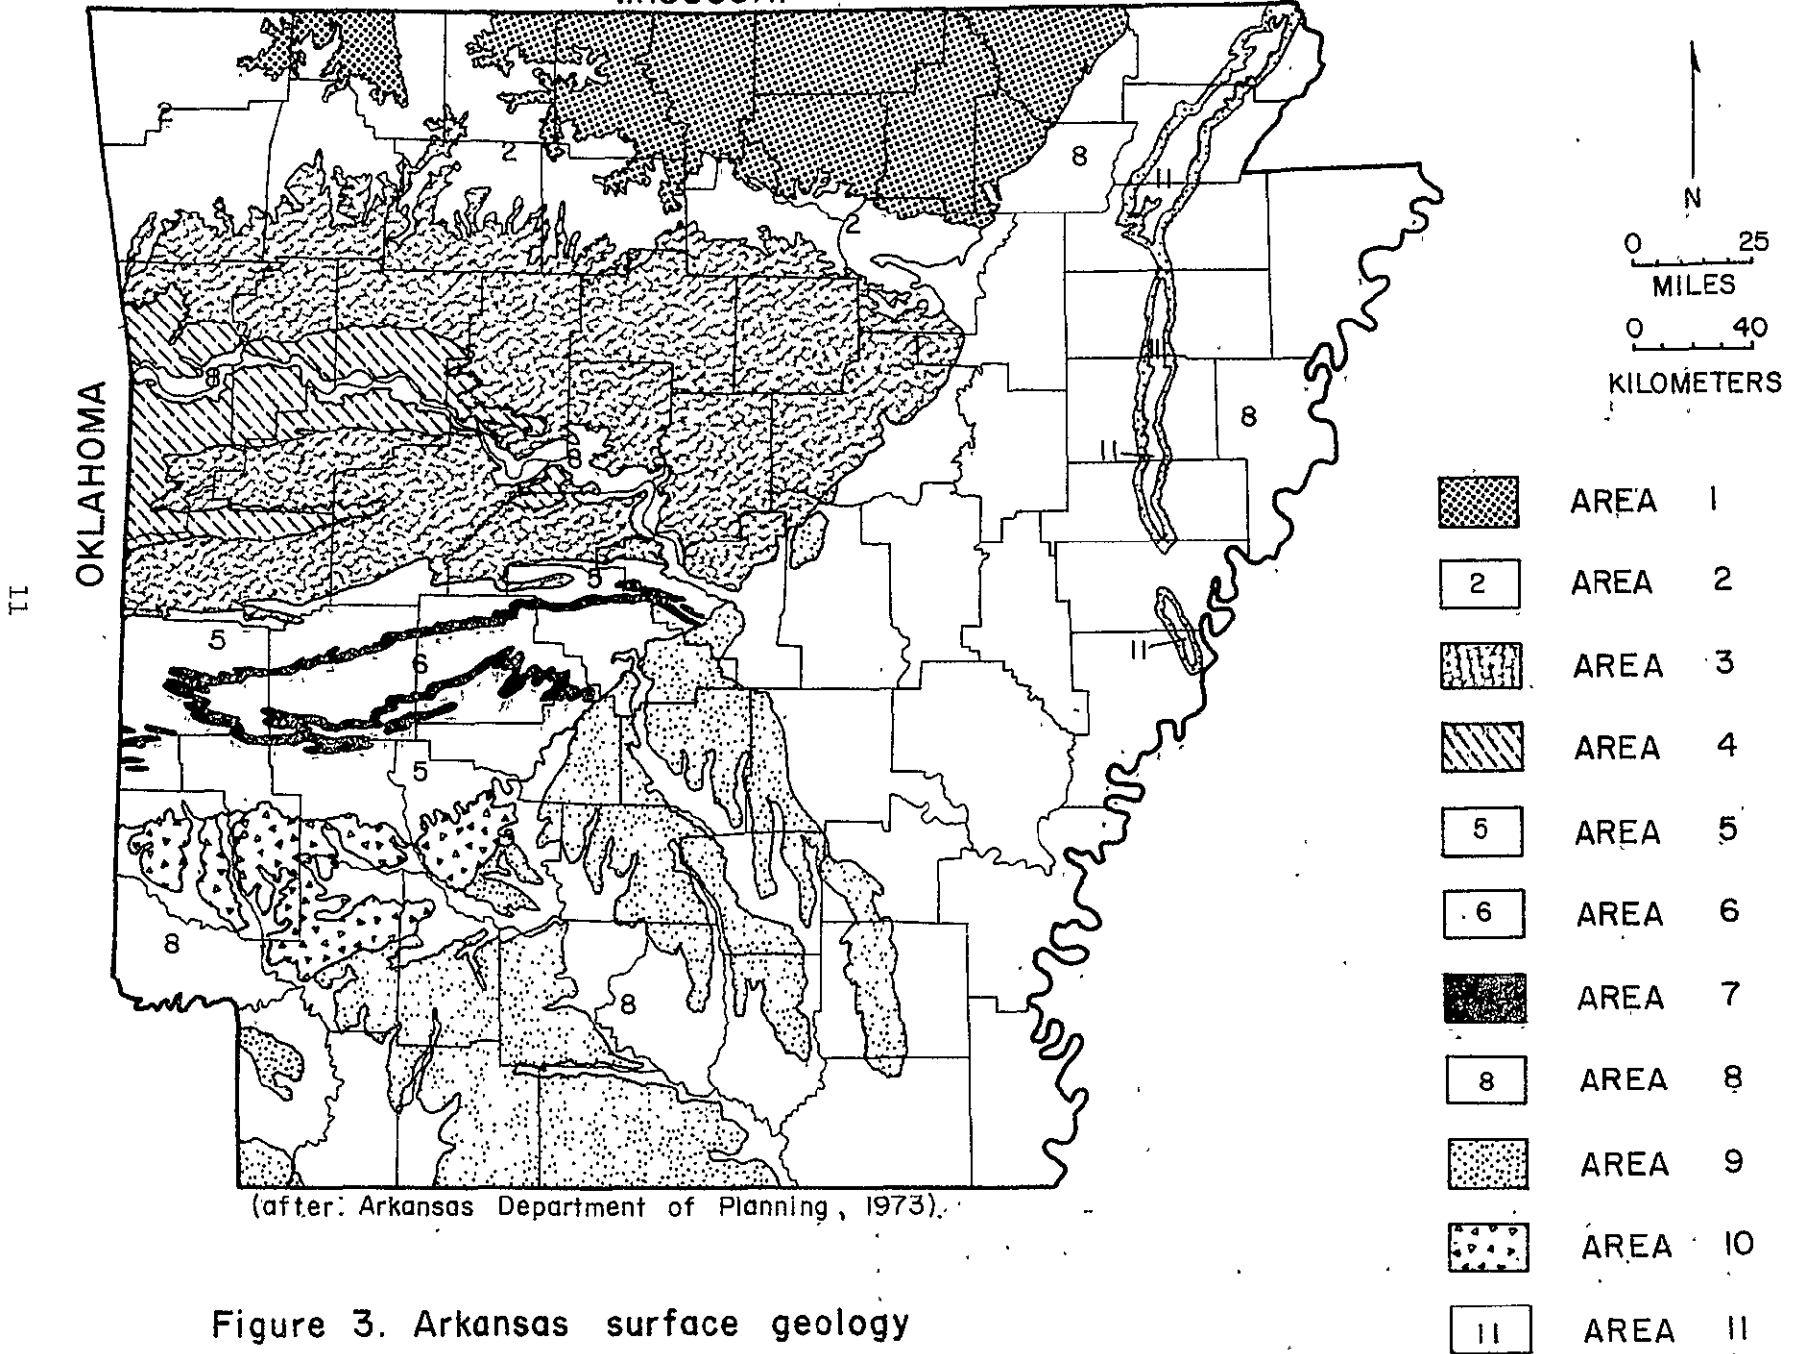 2
2
8
11
2
N
0 25
MILES
0 40
KILOMETERS
OKLAHOMA
8
11
8
11
8
11
5
5
6
11
5
8
8
AREA 1
2 AREA 2
AREA 3
AREA 4
5 AREA 5
6 AREA 6
AREA 7
8 AREA 8
AREA 9
AREA 10
11 AREA 11
(after: Arkansas Department of Planning, 1973).
Figure 3. Arkansas surface geology